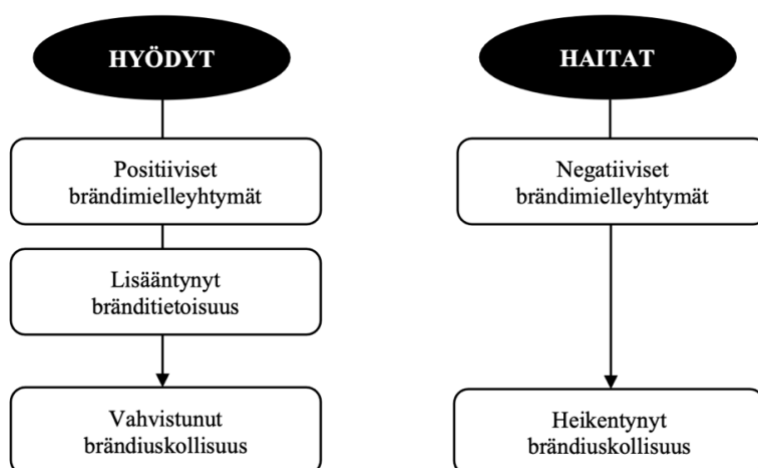 HYÖDYT
Positiiviset
brändimielleyhtymät
Lisääntynyt
bränditietoisuus
Vahvistunut
brändiuskollisuus
HAITAT
Negatiiviset
brändimielleyhtymät
Heikentynyt
brändiuskollisuus